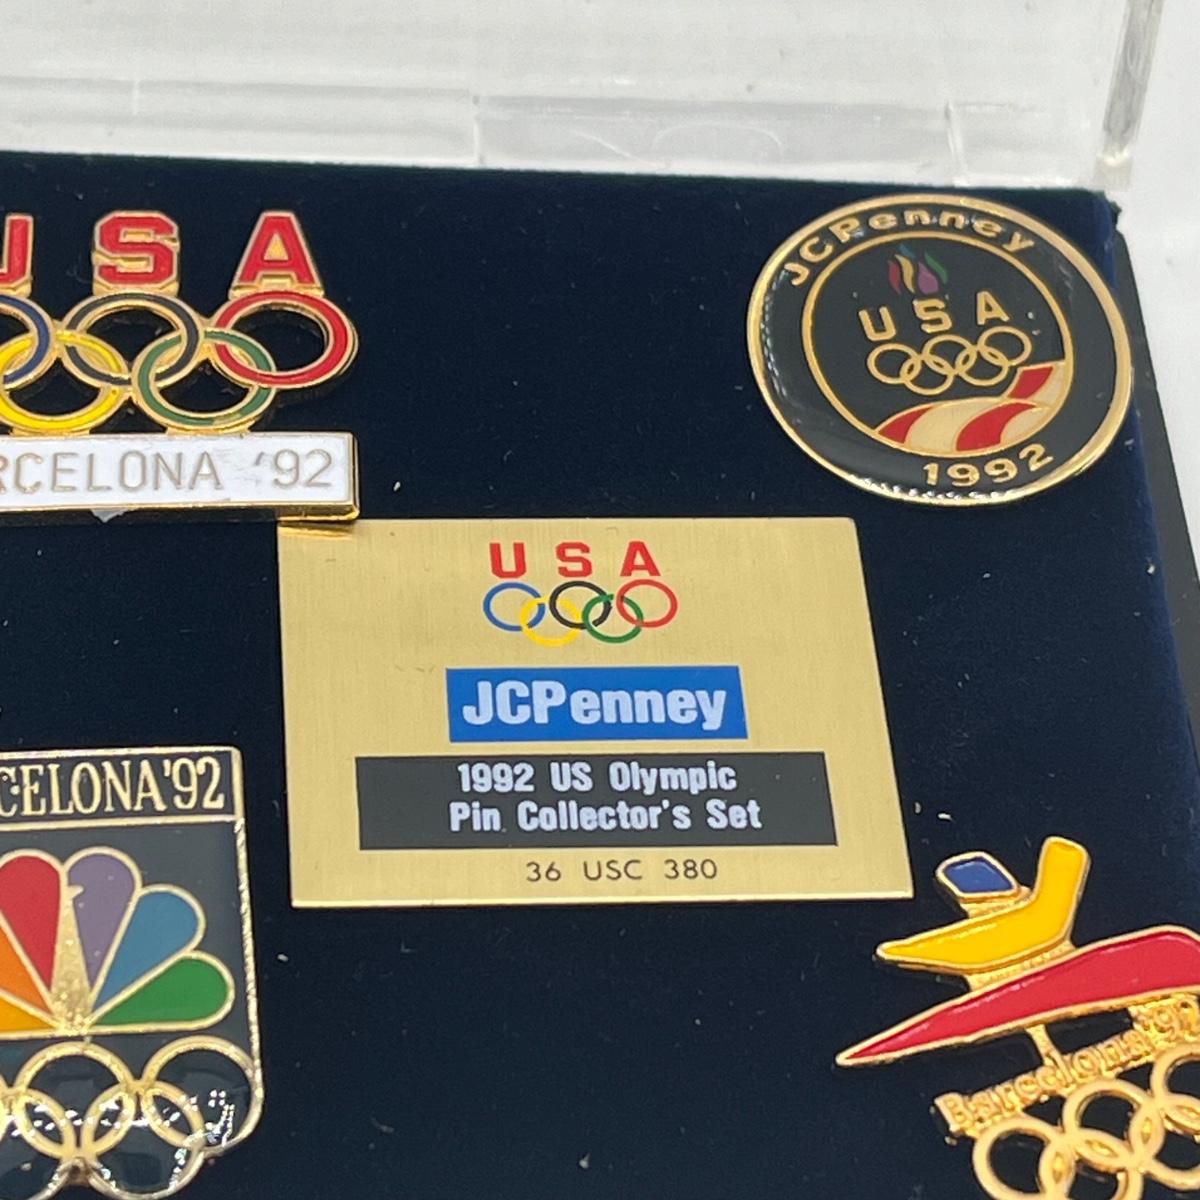 USA
JCPenney
USA
1992
RCELONA '92
USA
JCPenney
1992 US Olympic
Pin Collector's Set
36 USC 380
CELONA'92
Barcelona'92